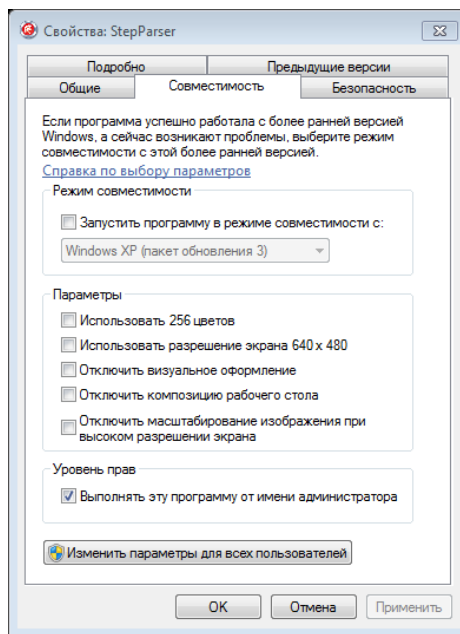 Свойства: StepParser
Подробно
Предыдущие версии
Общие
Совместимость
Безопасность
Если программа успешно работала с более ранней версией
Windows, а сейчас возникают проблемы, выберите режим
совместимости с этой более ранней версией.
Справка по выбору параметров
Режим совместимости
Запустить программу в режиме совместимости с:
Windows XP (пакет обновления 3)
Параметры
Использовать 256 цветов
Использовать разрешение экрана 640 x 480
Отключить визуальное оформление
Отключить композицию рабочего стола
Отключить масштабирование изображения при
высоком разрешении экрана
Уровень прав
Выполнять эту программу от имени администратора
Изменить параметры для всех пользователей
OK
Отмена
Применить